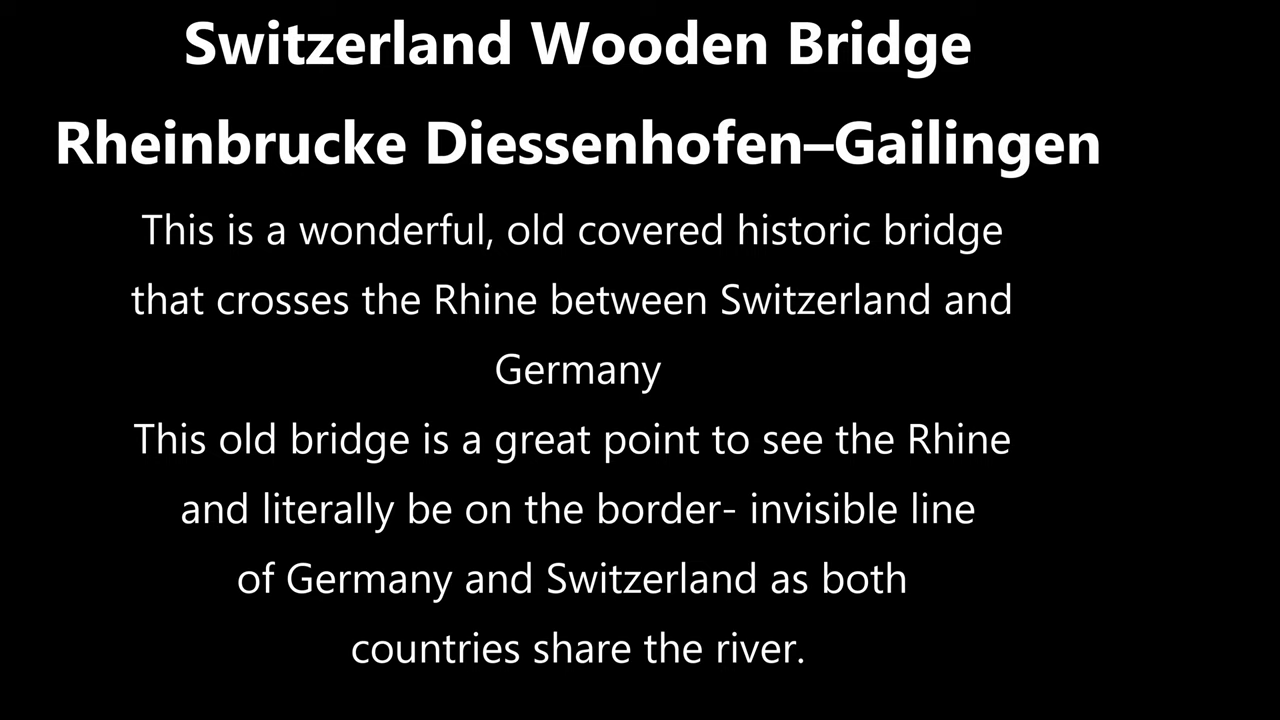 Switzerland Wooden Bridge
Rheinbrucke Diessenhofen–Gailingen
This is a wonderful, old covered historic bridge
that crosses the Rhine between Switzerland and
Germany
This old bridge is a great point to see the Rhine
and literally be on the border- invisible line
of Germany and Switzerland as both
countries share the river.